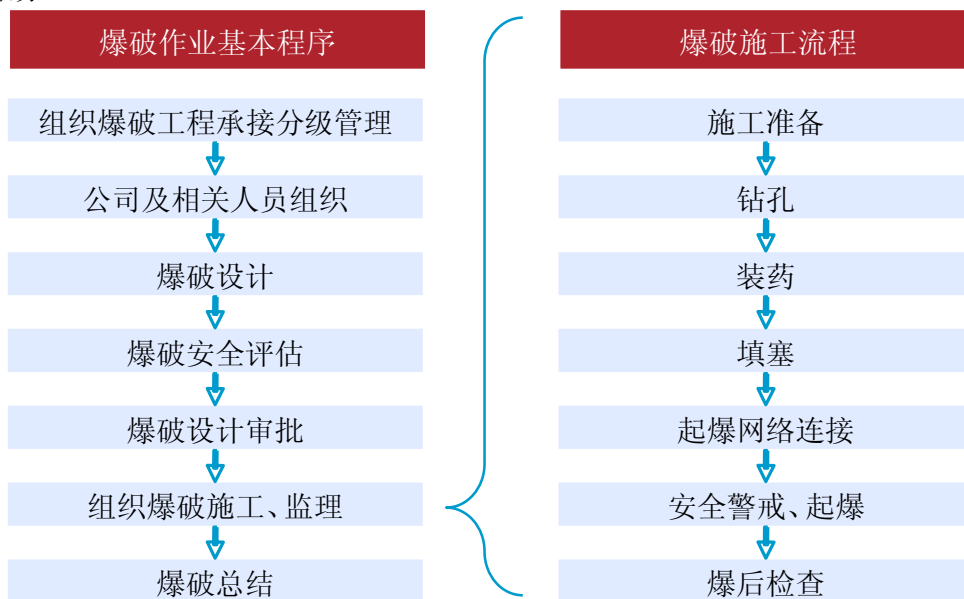 爆破作业基本程序
组织爆破工程承接分级管理
公司及相关人员组织
爆破设计
爆破安全评估
爆破设计审批
组织爆破施工、监理
爆破总结
爆破施工流程
施工准备
钻孔
装药
填塞
起爆网络连接
安全警戒、起爆
爆后检查